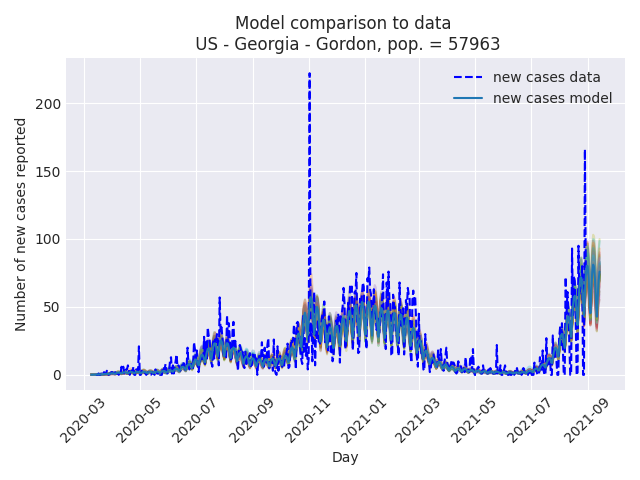 Model comparison to data
US - Georgia - Gordon, pop. = 57963
new cases data
new cases model
Number of new cases reported
200
150
100
50
0
2020-03
2020-05
2020-07
2020-09
2020-11
2021-01
2021-03
2021-05
2021-07
2021-09
Day